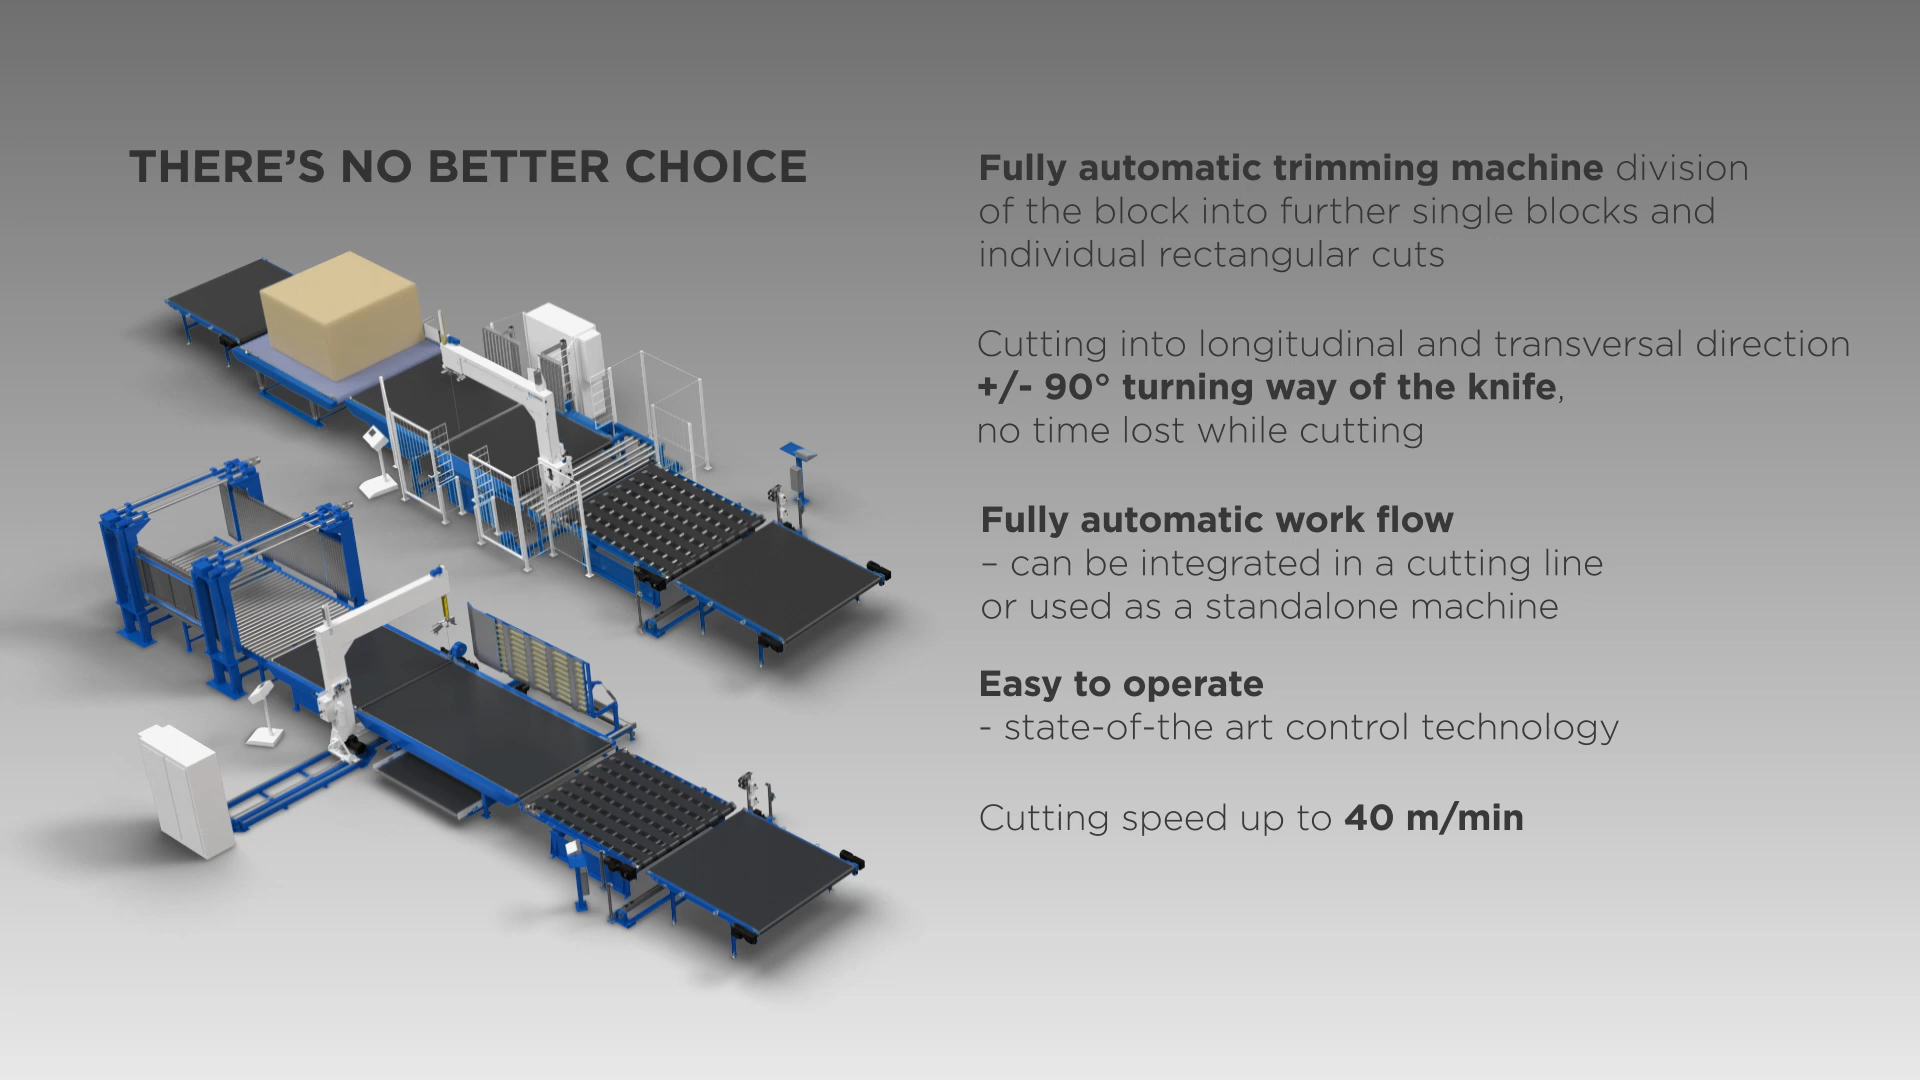 THERE’S NO BETTER CHOICE
Fully automatic trimming machine division
of the block into further single blocks and
individual rectangular cuts
Cutting into longitudinal and transversal direction
+/- 90° turning way of the knife,
no time lost while cutting
Fully automatic work flow
– can be integrated in a cutting line
or used as a standalone machine
Easy to operate
- state-of-the art control technology
Cutting speed up to 40 m/min